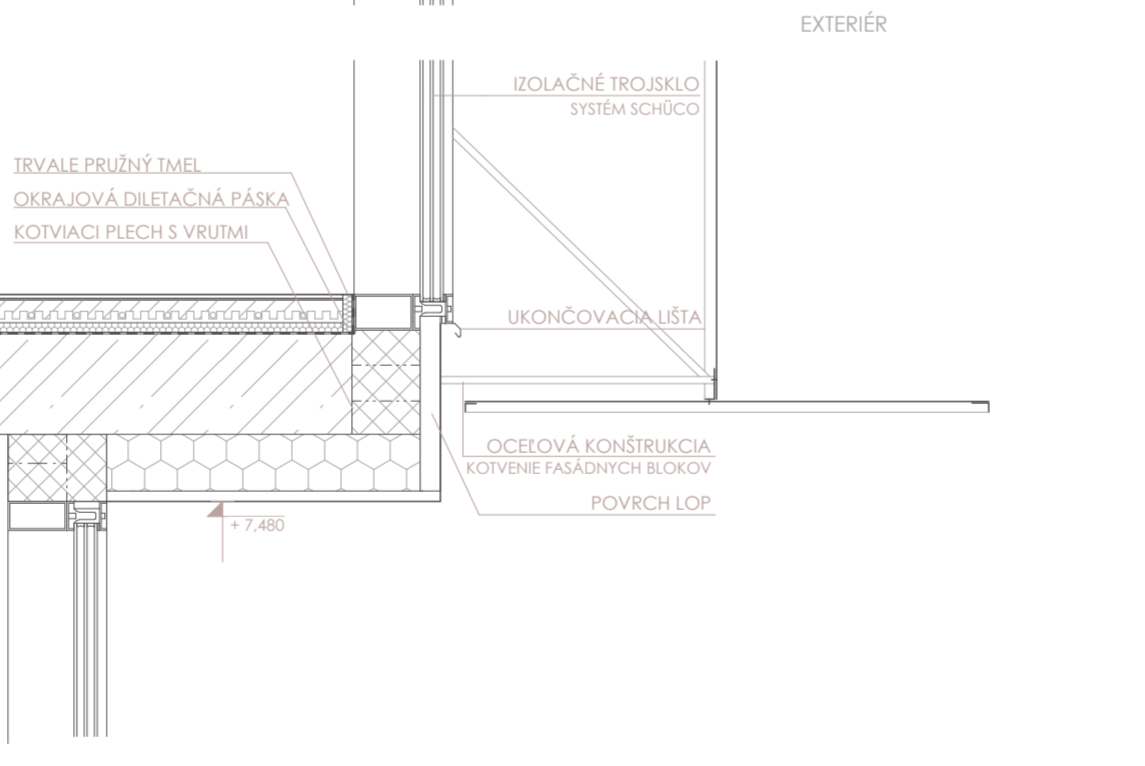 EXTERIÉR
IZOLAČNÉ TROJSKLO
SYSTÉM SCHÜCO
TRVALE PRUŽNÝ TMEL
OKRAJOVÁ DILETAČNÁ PÁSKA
KOTVIACI PLECH S VRUTMI
UKONČOVACIA LIŠTA
OCEĽOVÁ KONŠTRUKCIA
KOTVENIE FASÁDNYCH BLOKOV
POVRCH LOP
+ 7,480